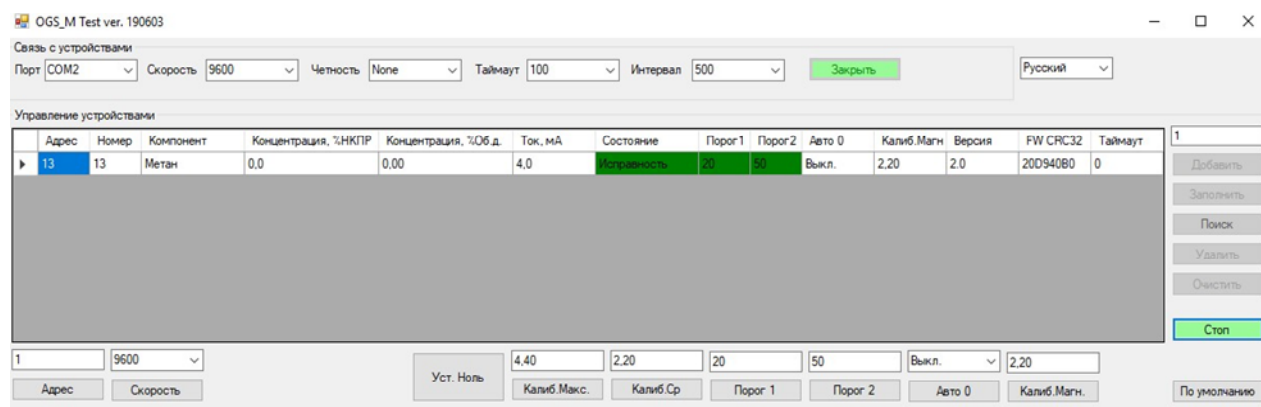 OGS_M Test ver. 190603
Связь с устройствами
Порт COM2 Скорость 9600 Четность None Таймаут 100 Интервал 500 Закрыть Русский
Управление устройствами
Адрес Номер Компонент Концентрация, %НКПР Концентрация, %Об.д. Ток, мА Состояние Порог1 Порог2 Авто 0 Калиб.Магн Версия FW CRC32 Таймаут 1
13 13 Метан 0,0 0,00 4,0 Исправность 20 50 Выкл. 2,20 2.0 20D940B0 0 Добавить
Заполнить
Поиск
Удалить
Очистить
Стоп
1 9600 4,40 2,20 20 50 Выкл. 2,20
Адрес Скорость Уст. Ноль Калиб.Макс. Калиб.Ср Порог 1 Порог 2 Авто 0 Калиб.Магн. По умолчанию